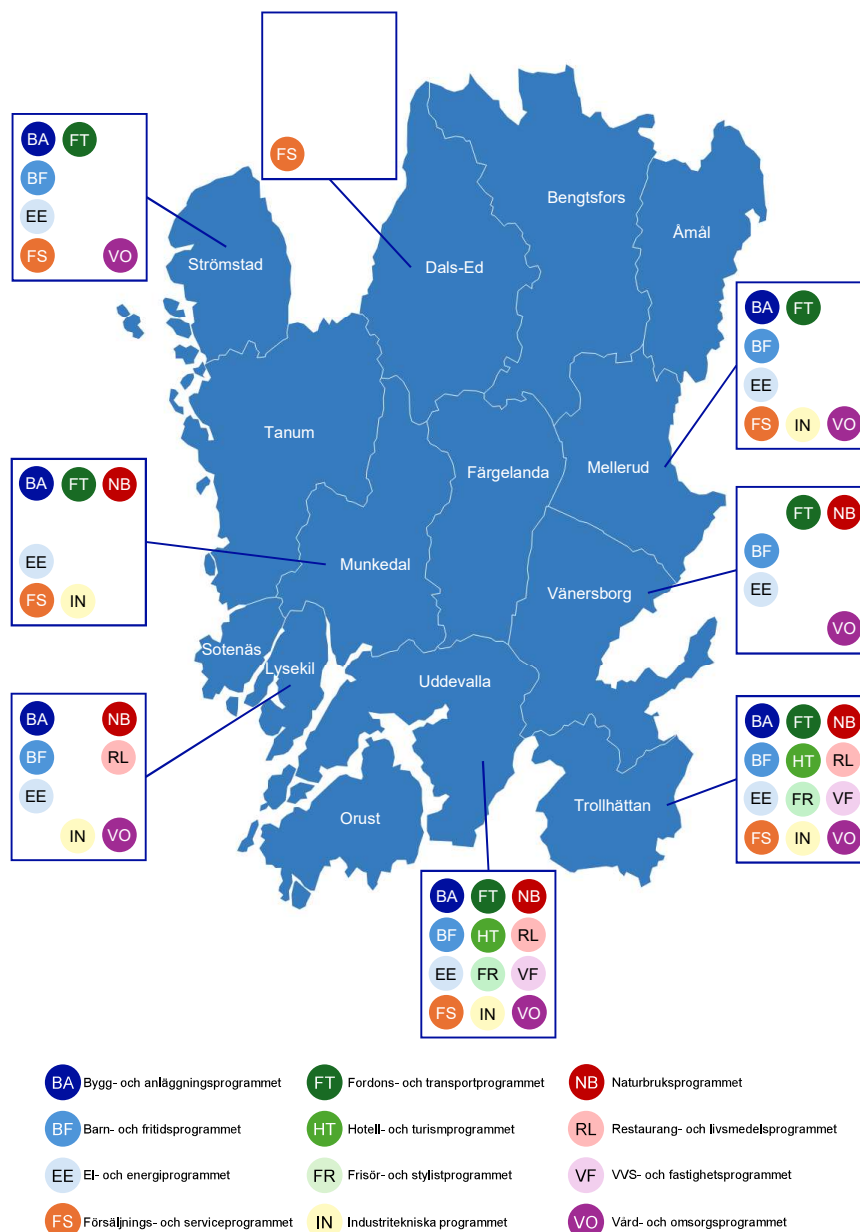 FS
BA FT
BF
EE
FS VO
Bengtsfors
Åmål
Strömstad
Dals-Ed
BA FT
BF
EE
FS IN VO
Tanum
Färgelanda
Mellerud
BA FT NB
EE
FS IN
Munkedal
Vänersborg
FT NB
BF
EE
VO
Sotenäs
Lysekil
Uddevalla
BA NB
BF RL
EE
IN VO
Orust
Trollhättan
BA FT NB
BF HT RL
EE FR VF
FS IN VO
BA FT NB
BF HT RL
EE FR VF
FS IN VO
BA Bygg- och anläggningsprogrammet
FT Fordons- och transportprogrammet
NB Naturbruksprogrammet
BF Barn- och fritidsprogrammet
HT Hotell- och turismprogrammet
RL Restaurang- och livsmedelsprogrammet
EE El- och energiprogrammet
FR Frisör- och stylistprogrammet
VF VVS- och fastighetsprogrammet
FS Försäljnings- och serviceprogrammet
IN Industritekniska programmet
VO Vård- och omsorgsprogrammet